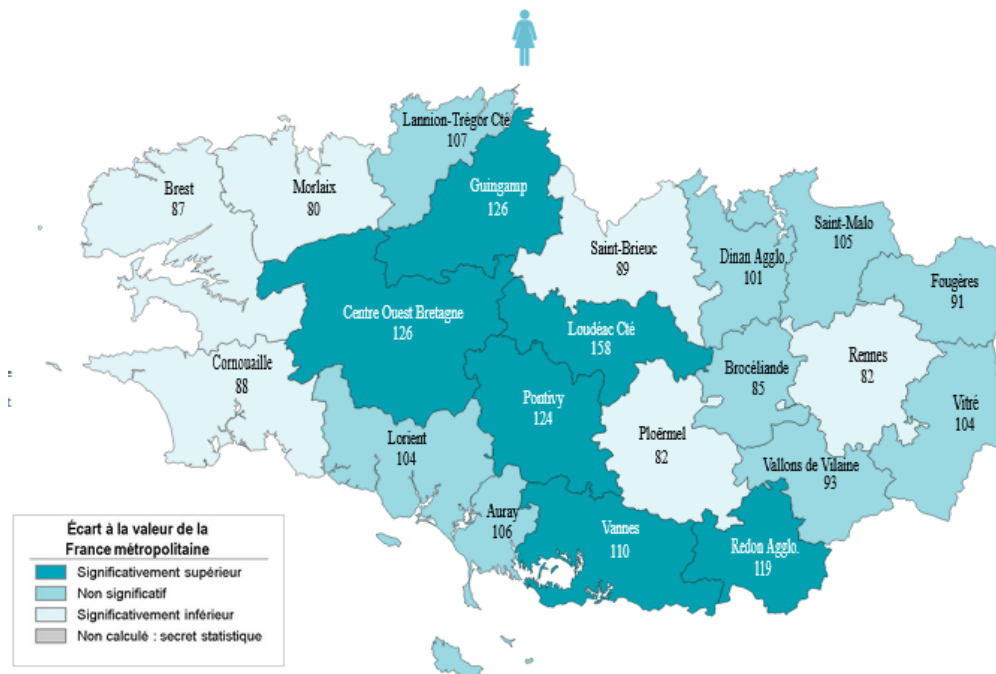 Lannion-Trégor Cté
107
Guingamp
126
Brest
87
Morlaix
80
Saint-Brieuc
89
Saint-Malo
105
Dinan Agglo.
101
Fougères
91
Centre Ouest Bretagne
126
Loudéac Cté
158
Rennes
82
Cornouaille
88
Brocéliande
85
Pontivy
124
Vitré
104
Lorient
104
Ploërmel
82
Vallons de Vilaine
93
Auray
106
Vannes
110
Redon Agglo.
119
e
t
Écart à la valeur de la
France métropolitaine
Significativement supérieur
Non significatif
Significativement inférieur
Non calculé : secret statistique